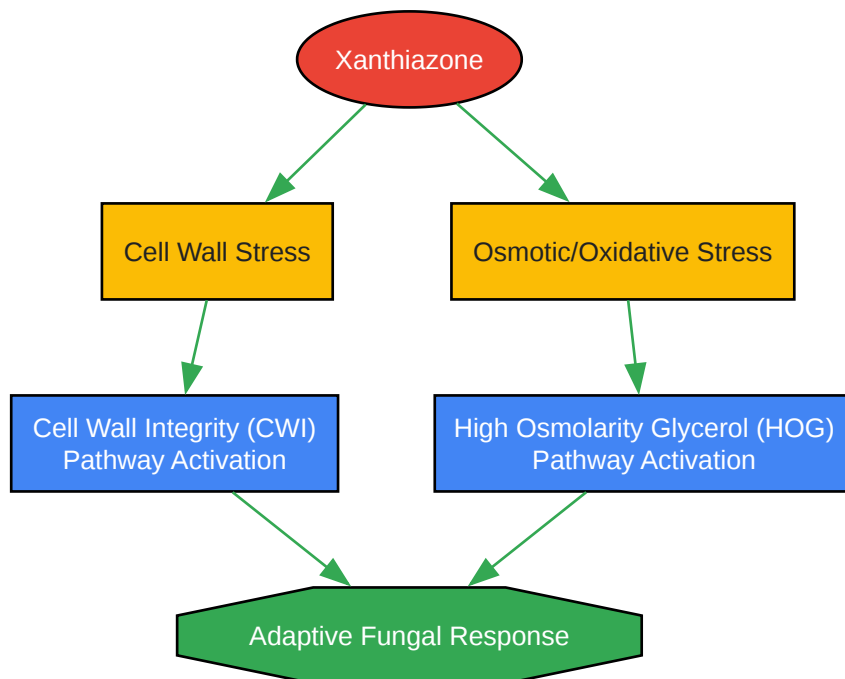 Xanthiazone
Cell Wall Stress
Osmotic/Oxidative Stress
Cell Wall Integrity (CWI)
Pathway Activation
High Osmolarity Glycerol (HOG)
Pathway Activation
Adaptive Fungal Response